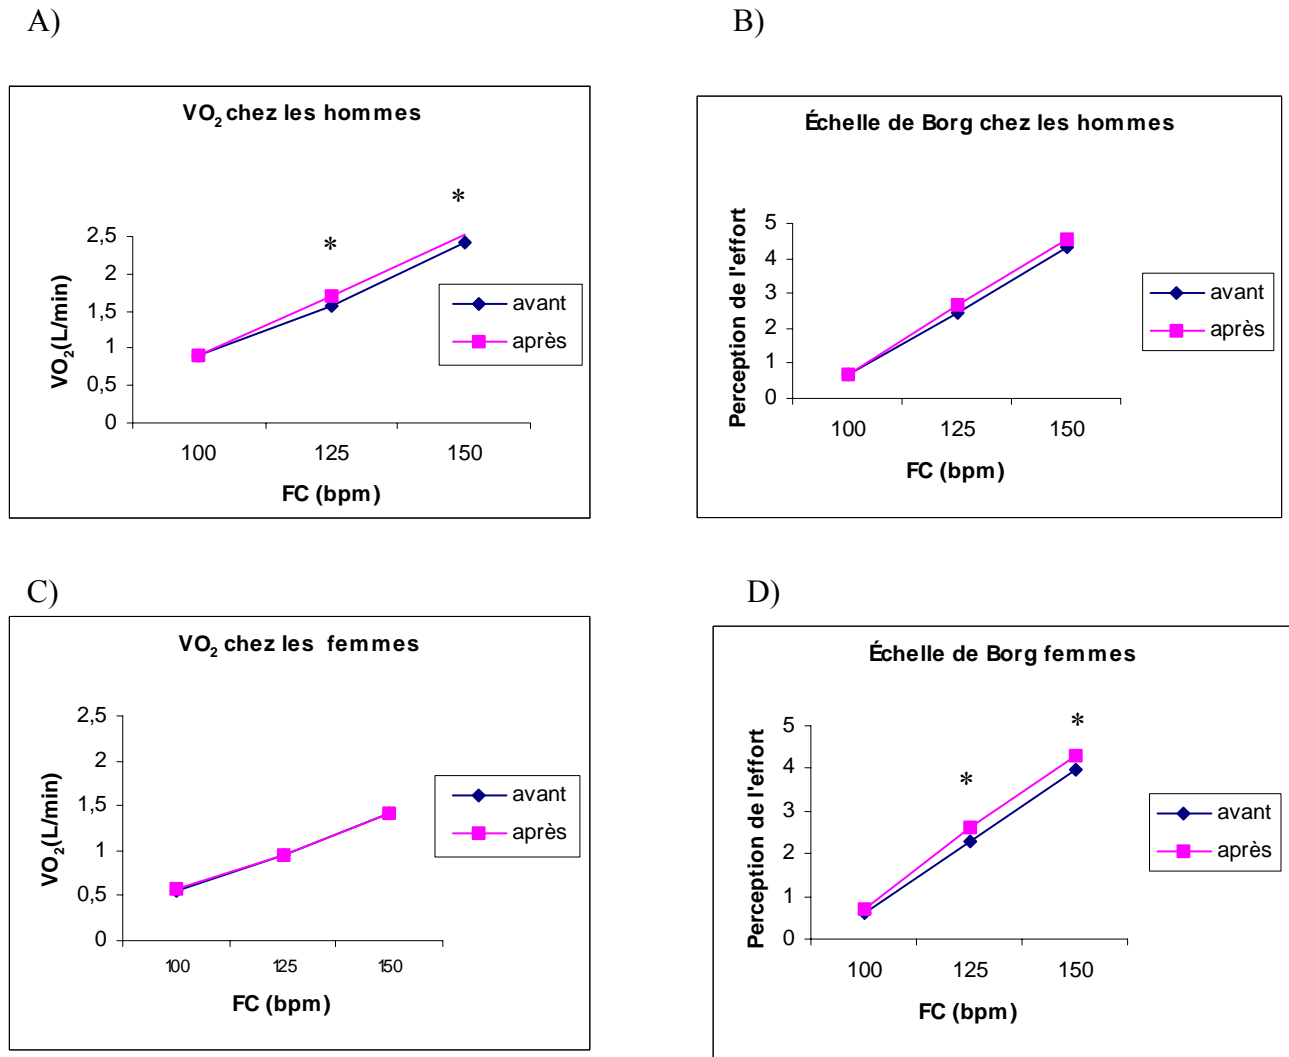 A)
VO2 chez les hommes
*
*
VO2(L/min)
2,5
2
1,5
1
0,5
0
100 125 150
FC (bpm)
avant
après
B)
Échelle de Borg chez les hommes
Perception de l'effort
5
4
3
2
1
0
100 125 150
FC (bpm)
avant
après
C)
VO2 chez les femmes
VO2(L/min)
2,5
2
1,5
1
0,5
0
100 125 150
FC (bpm)
avant
après
D)
Échelle de Borg femmes
*
*
Perception de l'effort
5
4
3
2
1
0
100 125 150
FC (bpm)
avant
après